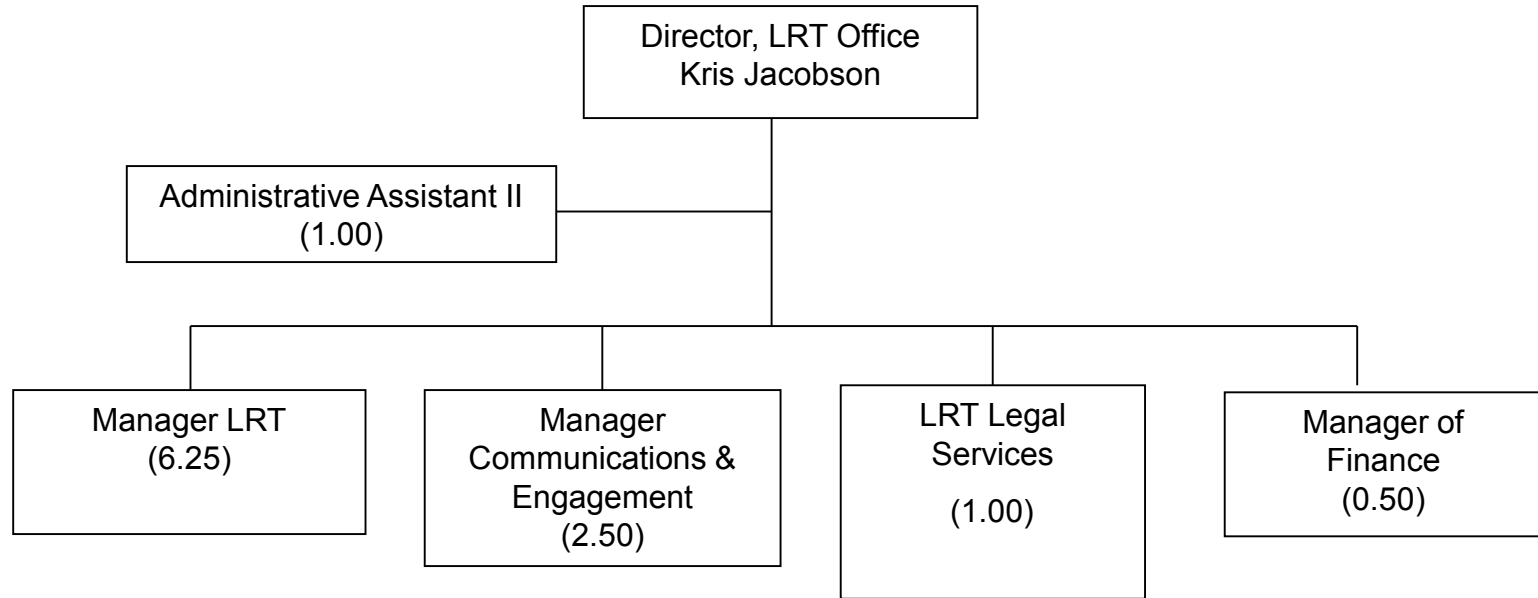 Director, LRT Office
Kris Jacobson
Administrative Assistant II
(1.00)
Manager LRT
(6.25)
Manager
Communications &
Engagement
(2.50)
LRT Legal
Services
(1.00)
Manager of
Finance
(0.50)